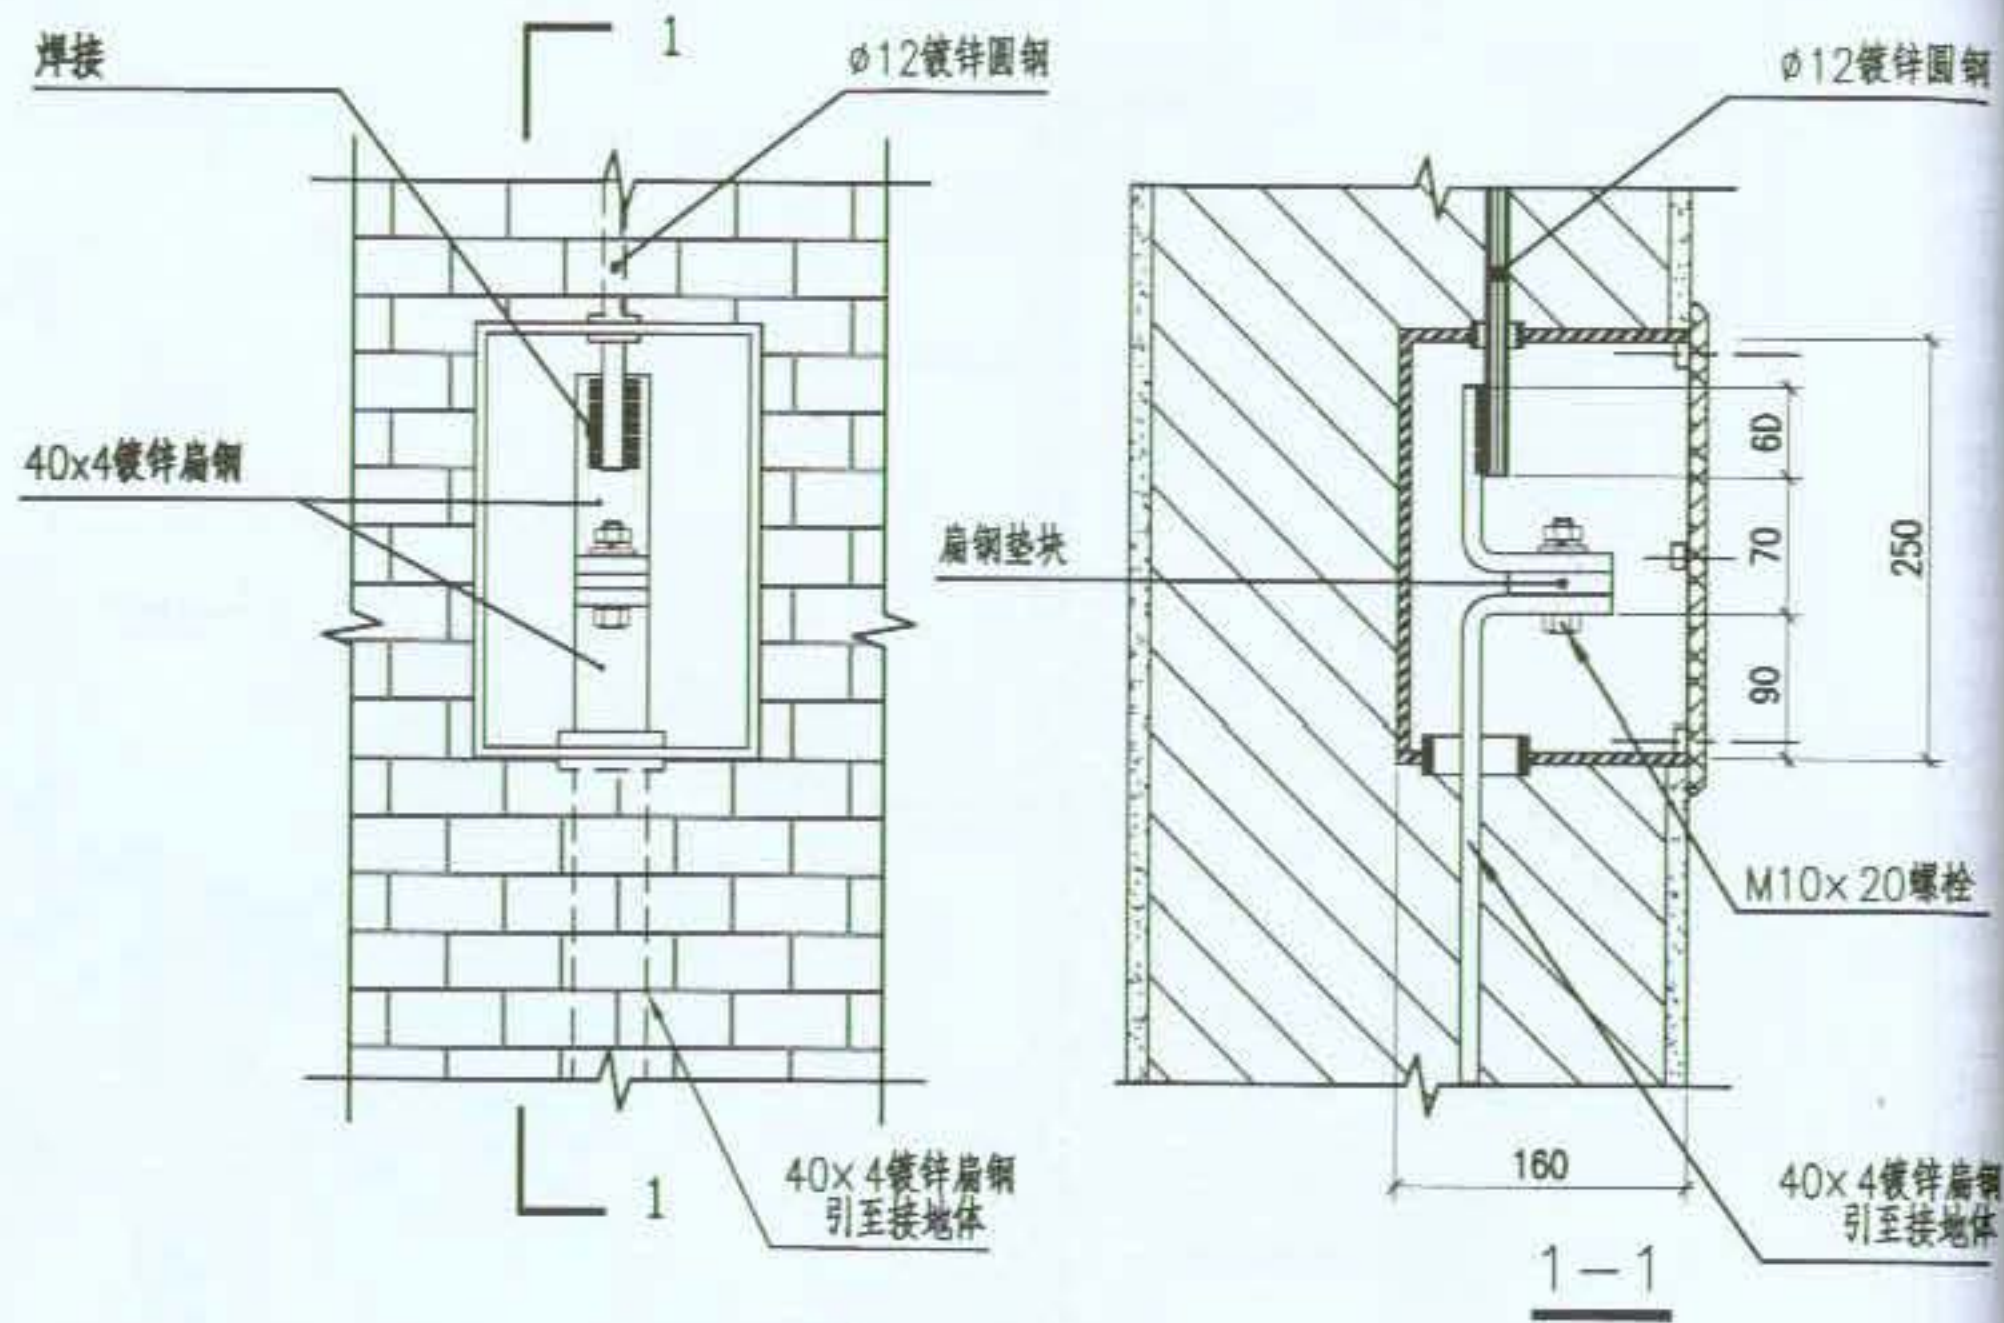 焊接
1
ø12镀锌圆钢
40x4镀锌扁钢
1
40×4镀锌扁钢
引至接地体
ø12镀锌圆钢
扁钢垫块
6D
70
90
250
M10×20螺栓
160
40×4镀锌扁钢
引至接地体
1-1